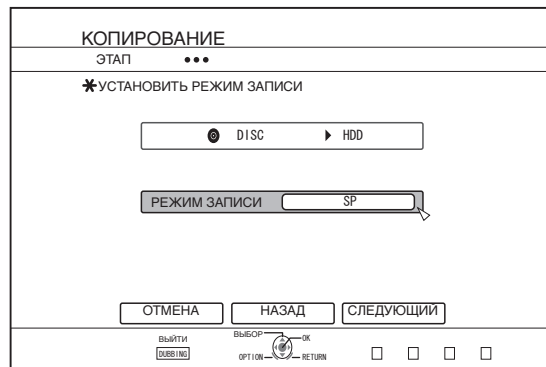 КОПИРОВАНИЕ
ЭТАП
✱УСТАНОВИТЬ РЕЖИМ ЗАПИСИ
DISC ▶ HDD
РЕЖИМ ЗАПИСИ SP
ОТМЕНА НАЗАД СЛЕДУЮЩИЙ
ВЫЙТИ ВЫБОР OK
DUBBING OPTION RETURN